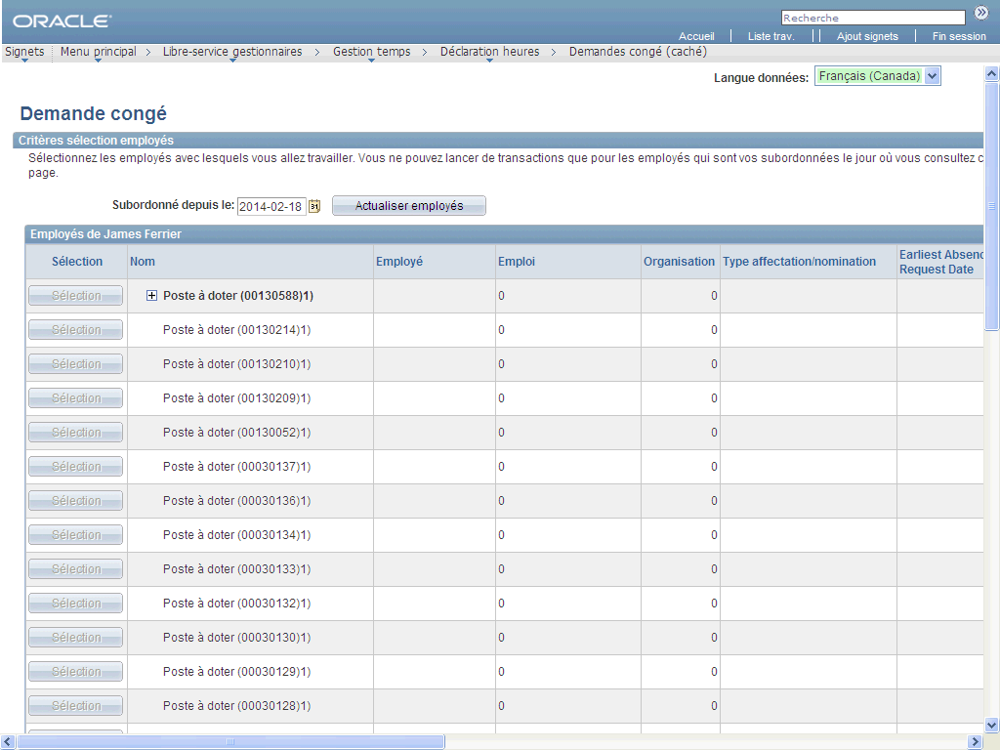 ORACLE
Recherche
Accueil Liste trav. Ajout signets Fin session
Signets Menu principal Libre-service gestionnaires Gestion temps Déclaration heures Demandes congé (caché)
Langue données: Français (Canada)
Demande congé
Critères sélection employés
Sélectionnez les employés avec lesquels vous allez travailler. Vous ne pouvez lancer de transactions que pour les employés qui sont vos subordonnées le jour où vous consultez c
page.
Subordonné depuis le: 2014-02-18 31 Actualiser employés
Employés de James Ferrier
Sélection Nom Employé Emploi Organisation Type affectation/nomination Earliest Absenc
Request Date
Sélection Poste à doter (00130588)1) 0 0
Sélection Poste à doter (00130214)1) 0 0
Sélection Poste à doter (00130210)1) 0 0
Sélection Poste à doter (00130209)1) 0 0
Sélection Poste à doter (00130052)1) 0 0
Sélection Poste à doter (00030137)1) 0 0
Sélection Poste à doter (00030136)1) 0 0
Sélection Poste à doter (00030134)1) 0 0
Sélection Poste à doter (00030133)1) 0 0
Sélection Poste à doter (00030132)1) 0 0
Sélection Poste à doter (00030130)1) 0 0
Sélection Poste à doter (00030129)1) 0 0
Sélection Poste à doter (00030128)1) 0 0